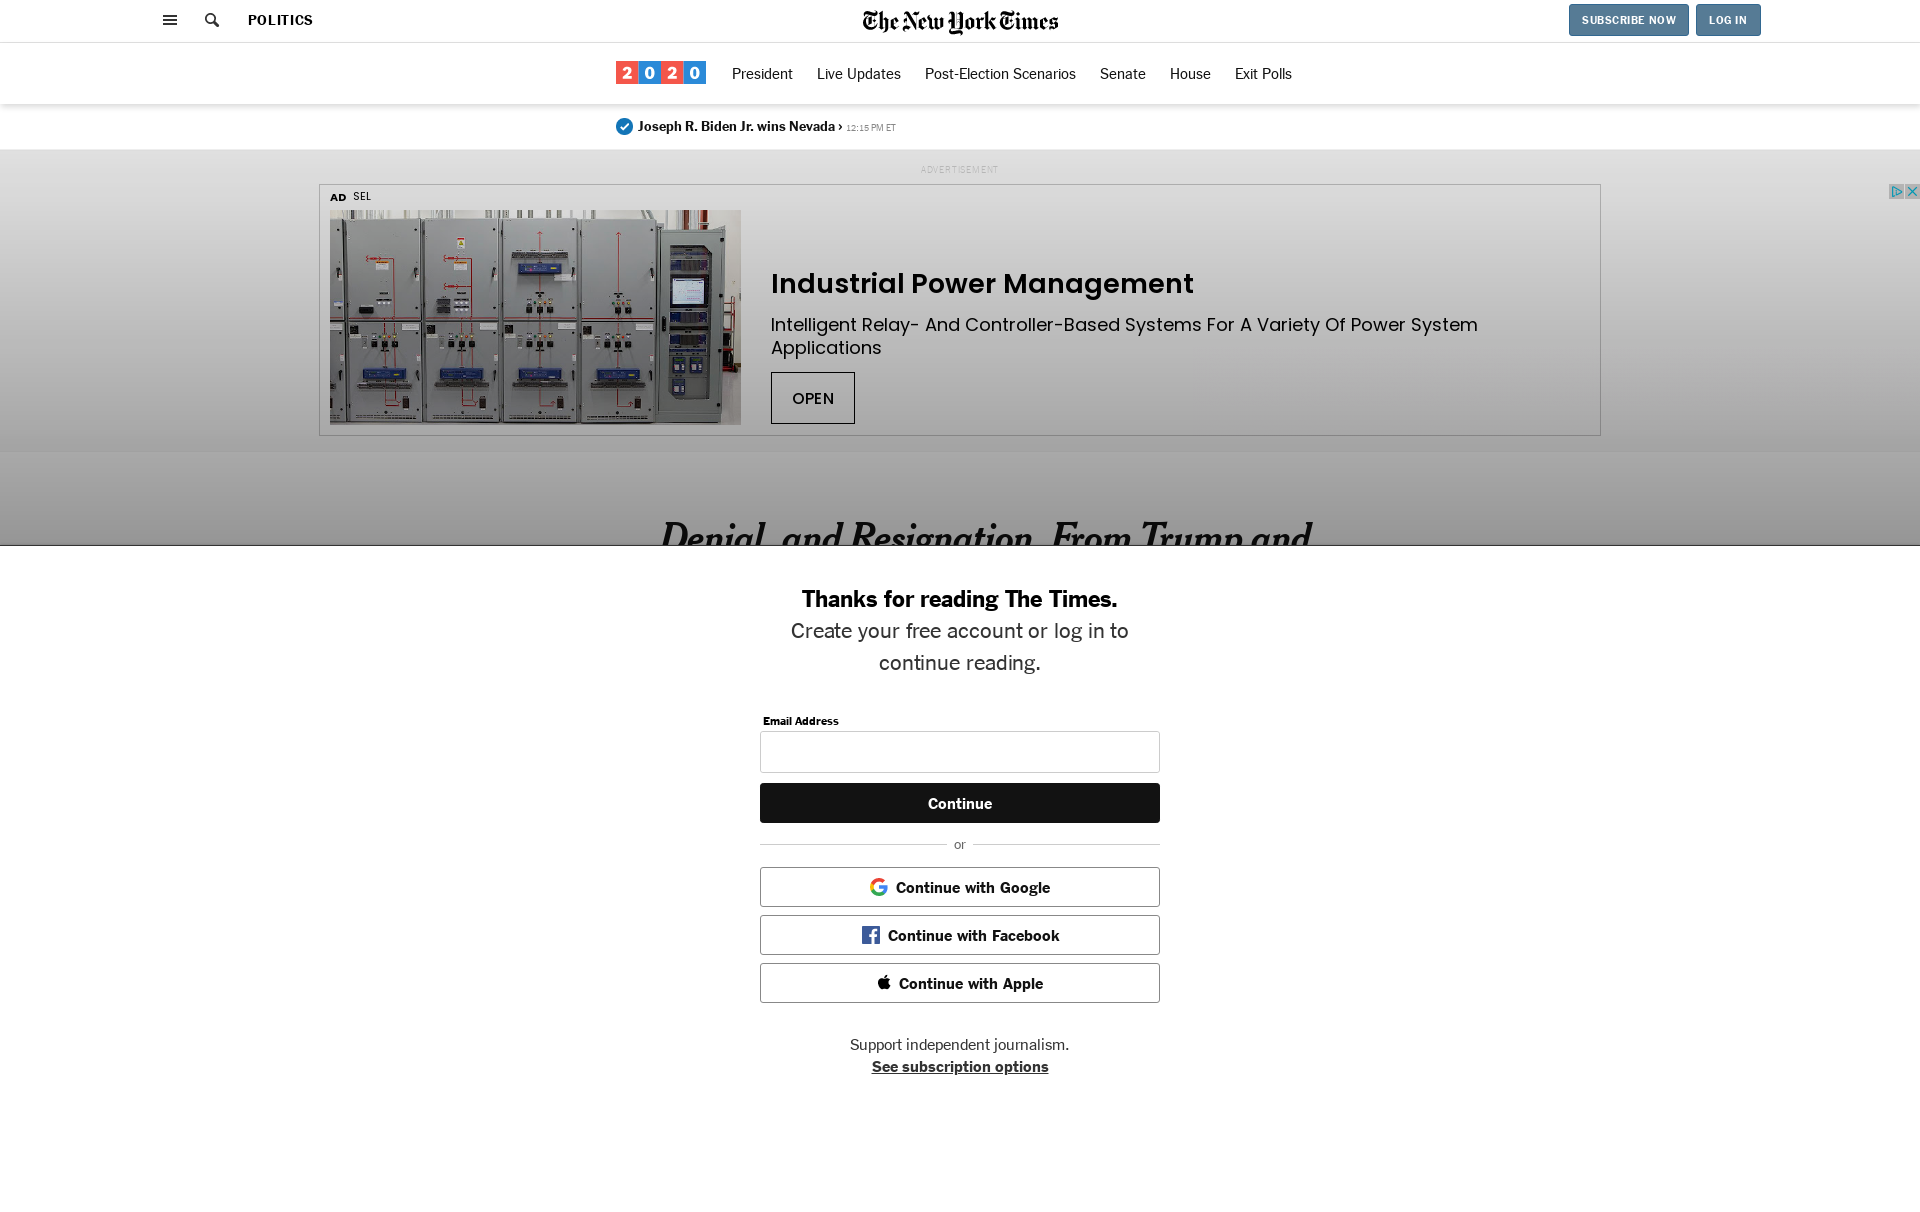 POLITICS
The New York Times
SUBSCRIBE NOW
LOG IN
2020
President
Live Updates
Post-Election Scenarios
Senate
House
Exit Polls
Joseph R. Biden Jr. wins Nevada › 12:15 PM ET
ADVERTISEMENT
AD SEL
Industrial Power Management
Intelligent Relay- And Controller-Based Systems For A Variety Of Power System
Applications
OPEN
Denial, and Resignation, From Trump and
Thanks for reading The Times.
Create your free account or log in to
continue reading.
Email Address
Continue
or
Continue with Google
Continue with Facebook
Continue with Apple
Support independent journalism.
See subscription options